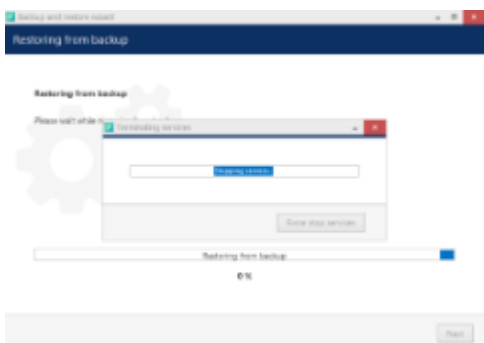 Backup and restore wizard
Restoring from backup
Restoring from backup
Please wait while
Terminating services
Stopping services
Force stop services
Restoring from backup
0 %
Next